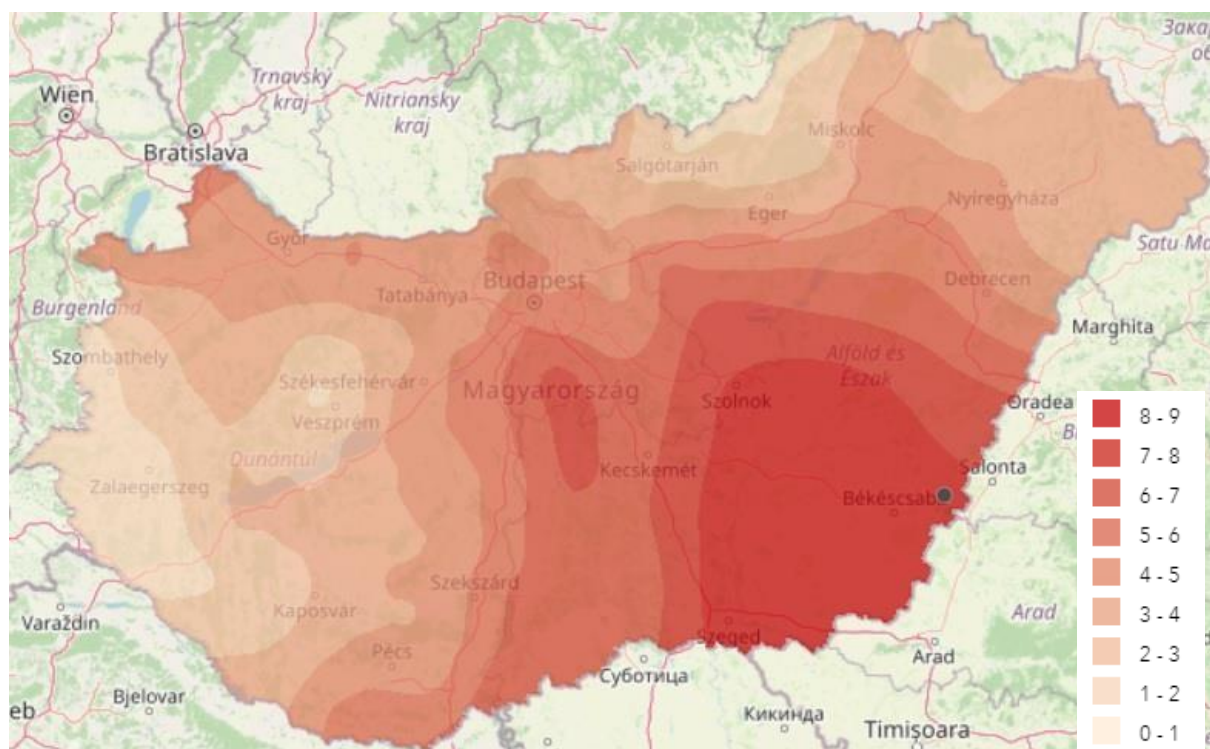 Закар
об
Trnavský
kraj
Wien
Nitriansky
kraj
Bratislava
Miskolc
Salgótarján
Nyíregyháza
Eger
Győr
Satu Ma
Budapest
Debrecen
Tatabánya
Burgenland
Marghita
Szombathely
Alföld és
Észak
Székesfehérvár
Magyarország
Szolnok
Oradea
Veszprém
Dunántúl
Kecskemét
Salonta
Zalaegerszeg
Békéscsab
Szekszárd
Kaposvár
Varaždin
Szeged
Arad
Pécs
Суботица
Arad
Bjelovar
eb
Кикинда
Timișoara
8 - 9
7 - 8
6 - 7
5 - 6
4 - 5
3 - 4
2 - 3
1 - 2
0 - 1